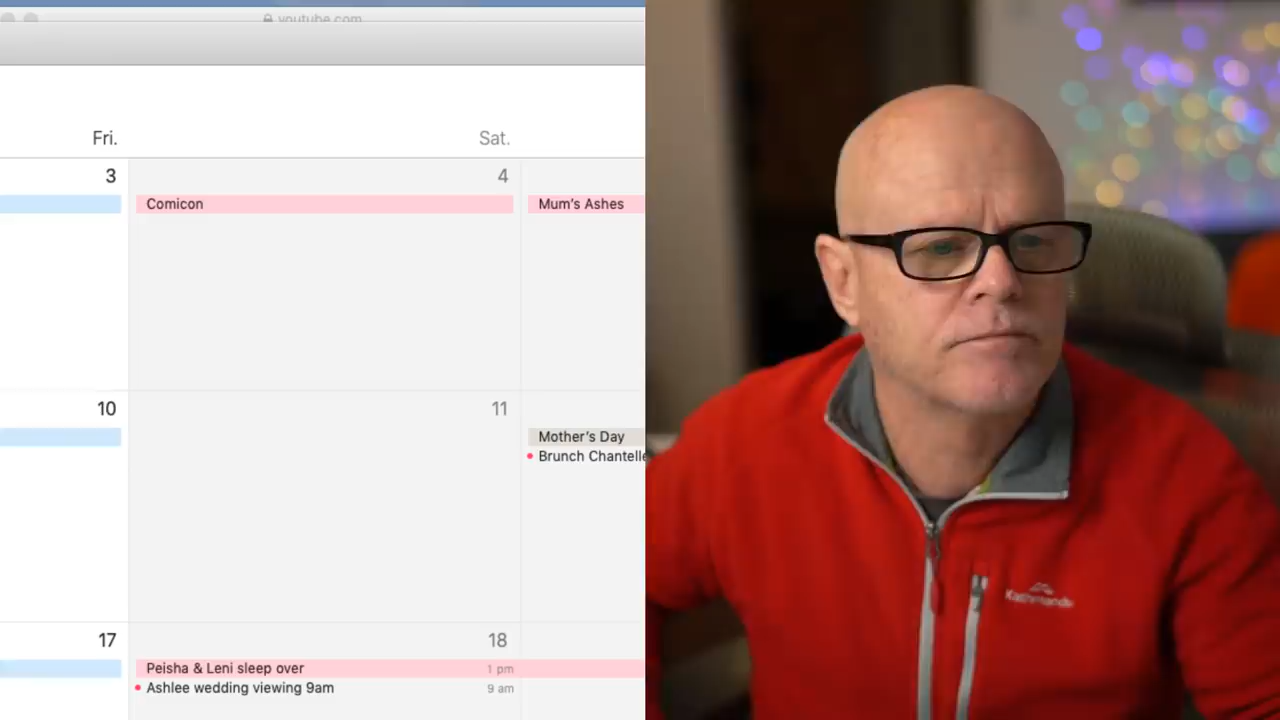 youtube.com
Fri.
Sat.
3
4
Comicon
Mum's Ashes
10
11
Mother's Day
Brunch Chantelle
17
18
Peisha & Leni sleep over
1 pm
Ashlee wedding viewing 9am
9 am
Kathmandu